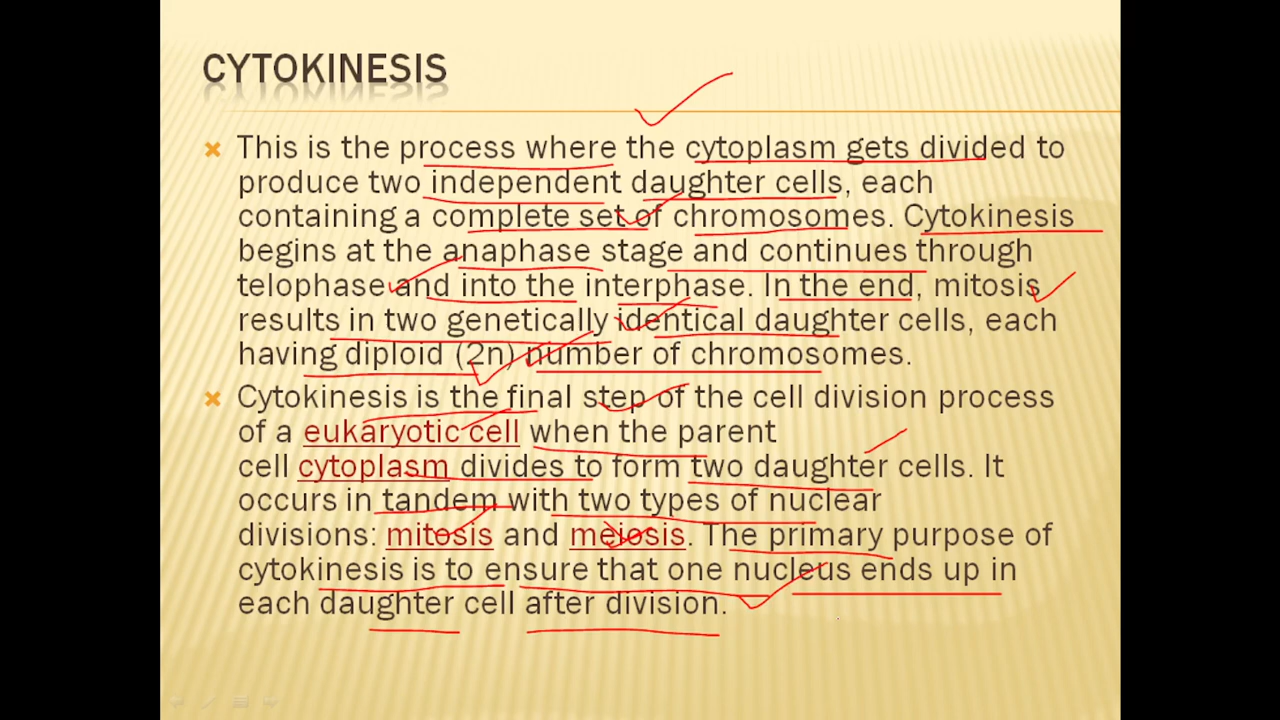 CYTOKINESIS
This is the process where the cytoplasm gets divided to
produce two independent daughter cells, each
containing a complete set of chromosomes. Cytokinesis
begins at the anaphase stage and continues through
telophase and into the interphase. In the end, mitosis
results in two genetically identical daughter cells, each
having diploid (2n) number of chromosomes.
Cytokinesis is the final step of the cell division process
of a eukaryotic cell when the parent
cell cytoplasm divides to form two daughter cells. It
occurs in tandem with two types of nuclear
divisions: mitosis and meiosis. The primary purpose of
cytokinesis is to ensure that one nucleus ends up in
each daughter cell after division.